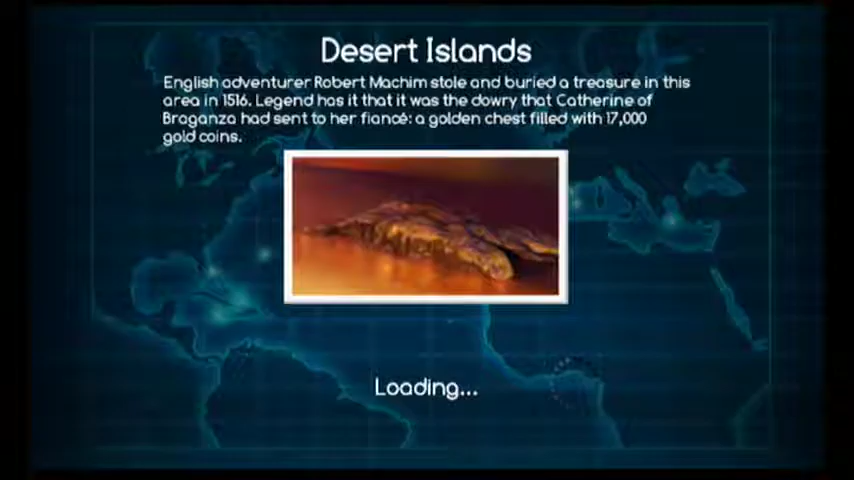 Desert Islands
English adventurer Robert Machim stole and buried a treasure in this
area in 1516. Legend has it that it was the dowry that Catherine of
Braganza had sent to her fiancé: a golden chest filled with 17,000
gold coins.
Loading...